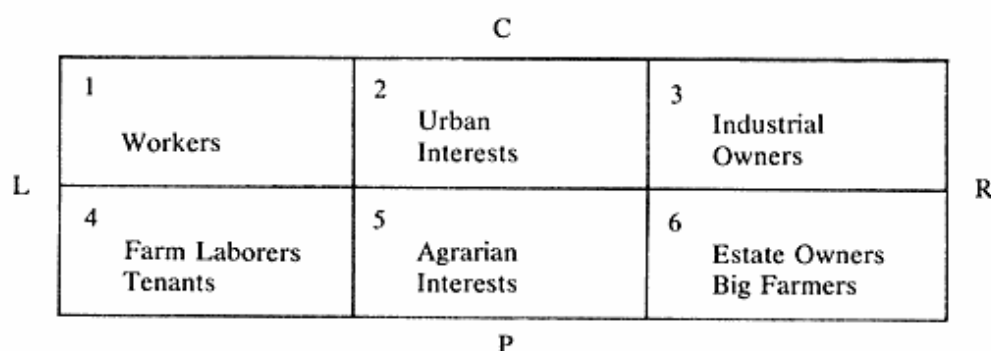 C
1
2
3
Workers
Urban
Interests
Industrial
Owners
L
R
4
5
6
Farm Laborers
Tenants
Agrarian
Interests
Estate Owners
Big Farmers
P